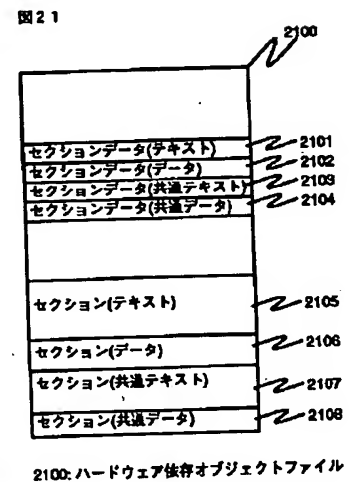 図21
2100
セクションデータ(テキスト) 2101
セクションデータ(データ) 2102
セクションデータ(共通テキスト) 2103
セクションデータ(共通データ) 2104
セクション(テキスト) 2105
セクション(データ) 2106
セクション(共通テキスト) 2107
セクション(共通データ) 2108
2100: ハードウェア依存オブジェクトファイル